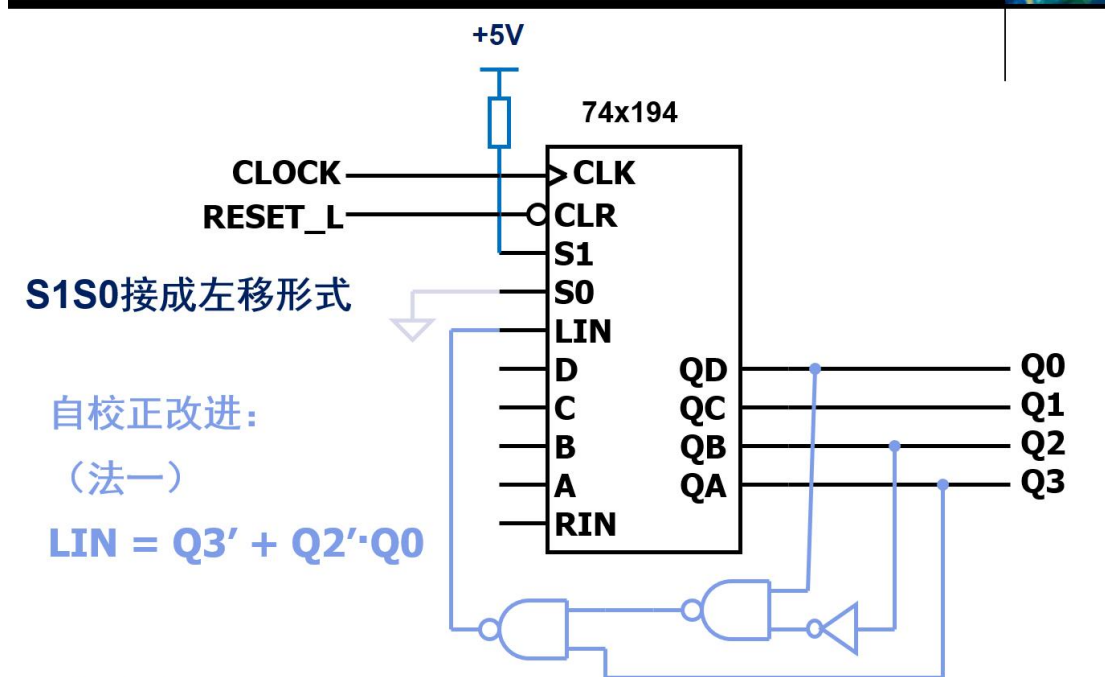 +5V
74x194
CLOCK
CLK
RESET_L
CLR
S1
S1S0接成左移形式
S0
LIN
D
QD
Q0
自校正改进：
C
QC
Q1
B
QB
Q2
（法一）
A
QA
Q3
RIN
LIN = Q3′ + Q2′·Q0